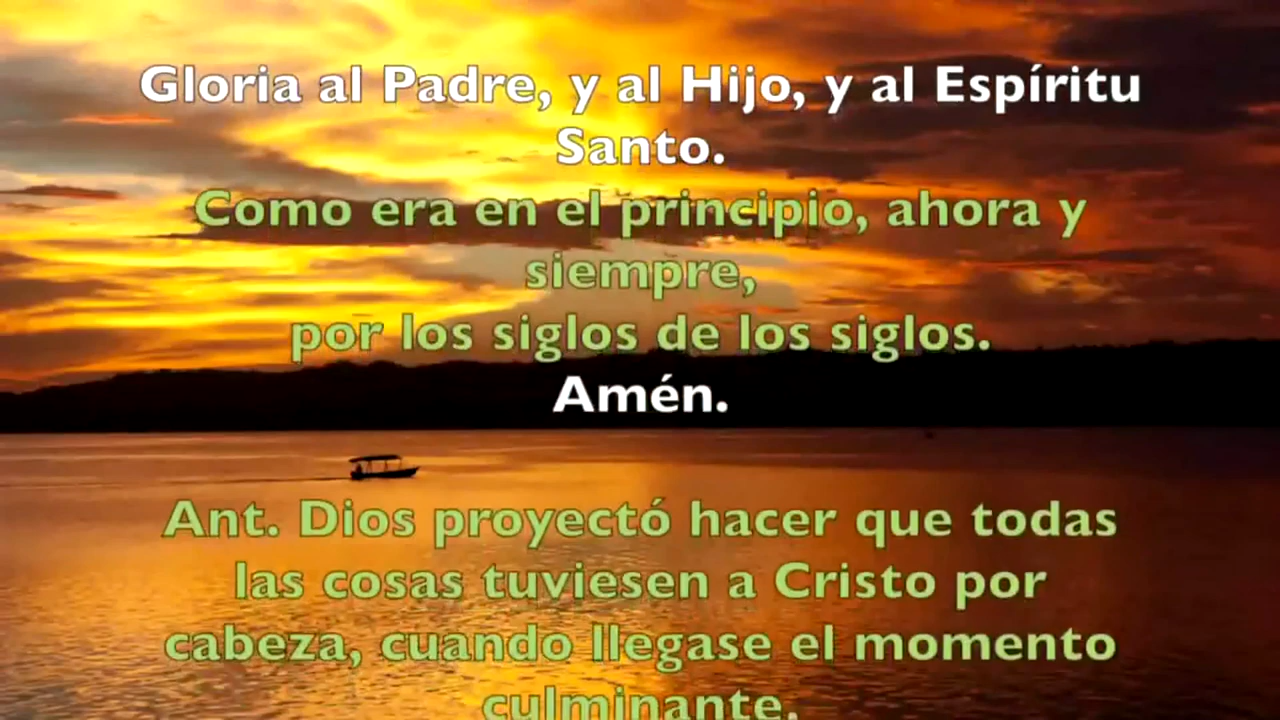 Gloria al Padre, y al Hijo, y al Espíritu
Santo.
Como era en el principio, ahora y
siempre,
por los siglos de los siglos.
Amén.
Ant. Dios proyectó hacer que todas
las cosas tuviesen a Cristo por
cabeza, cuando llegase el momento
culminante.